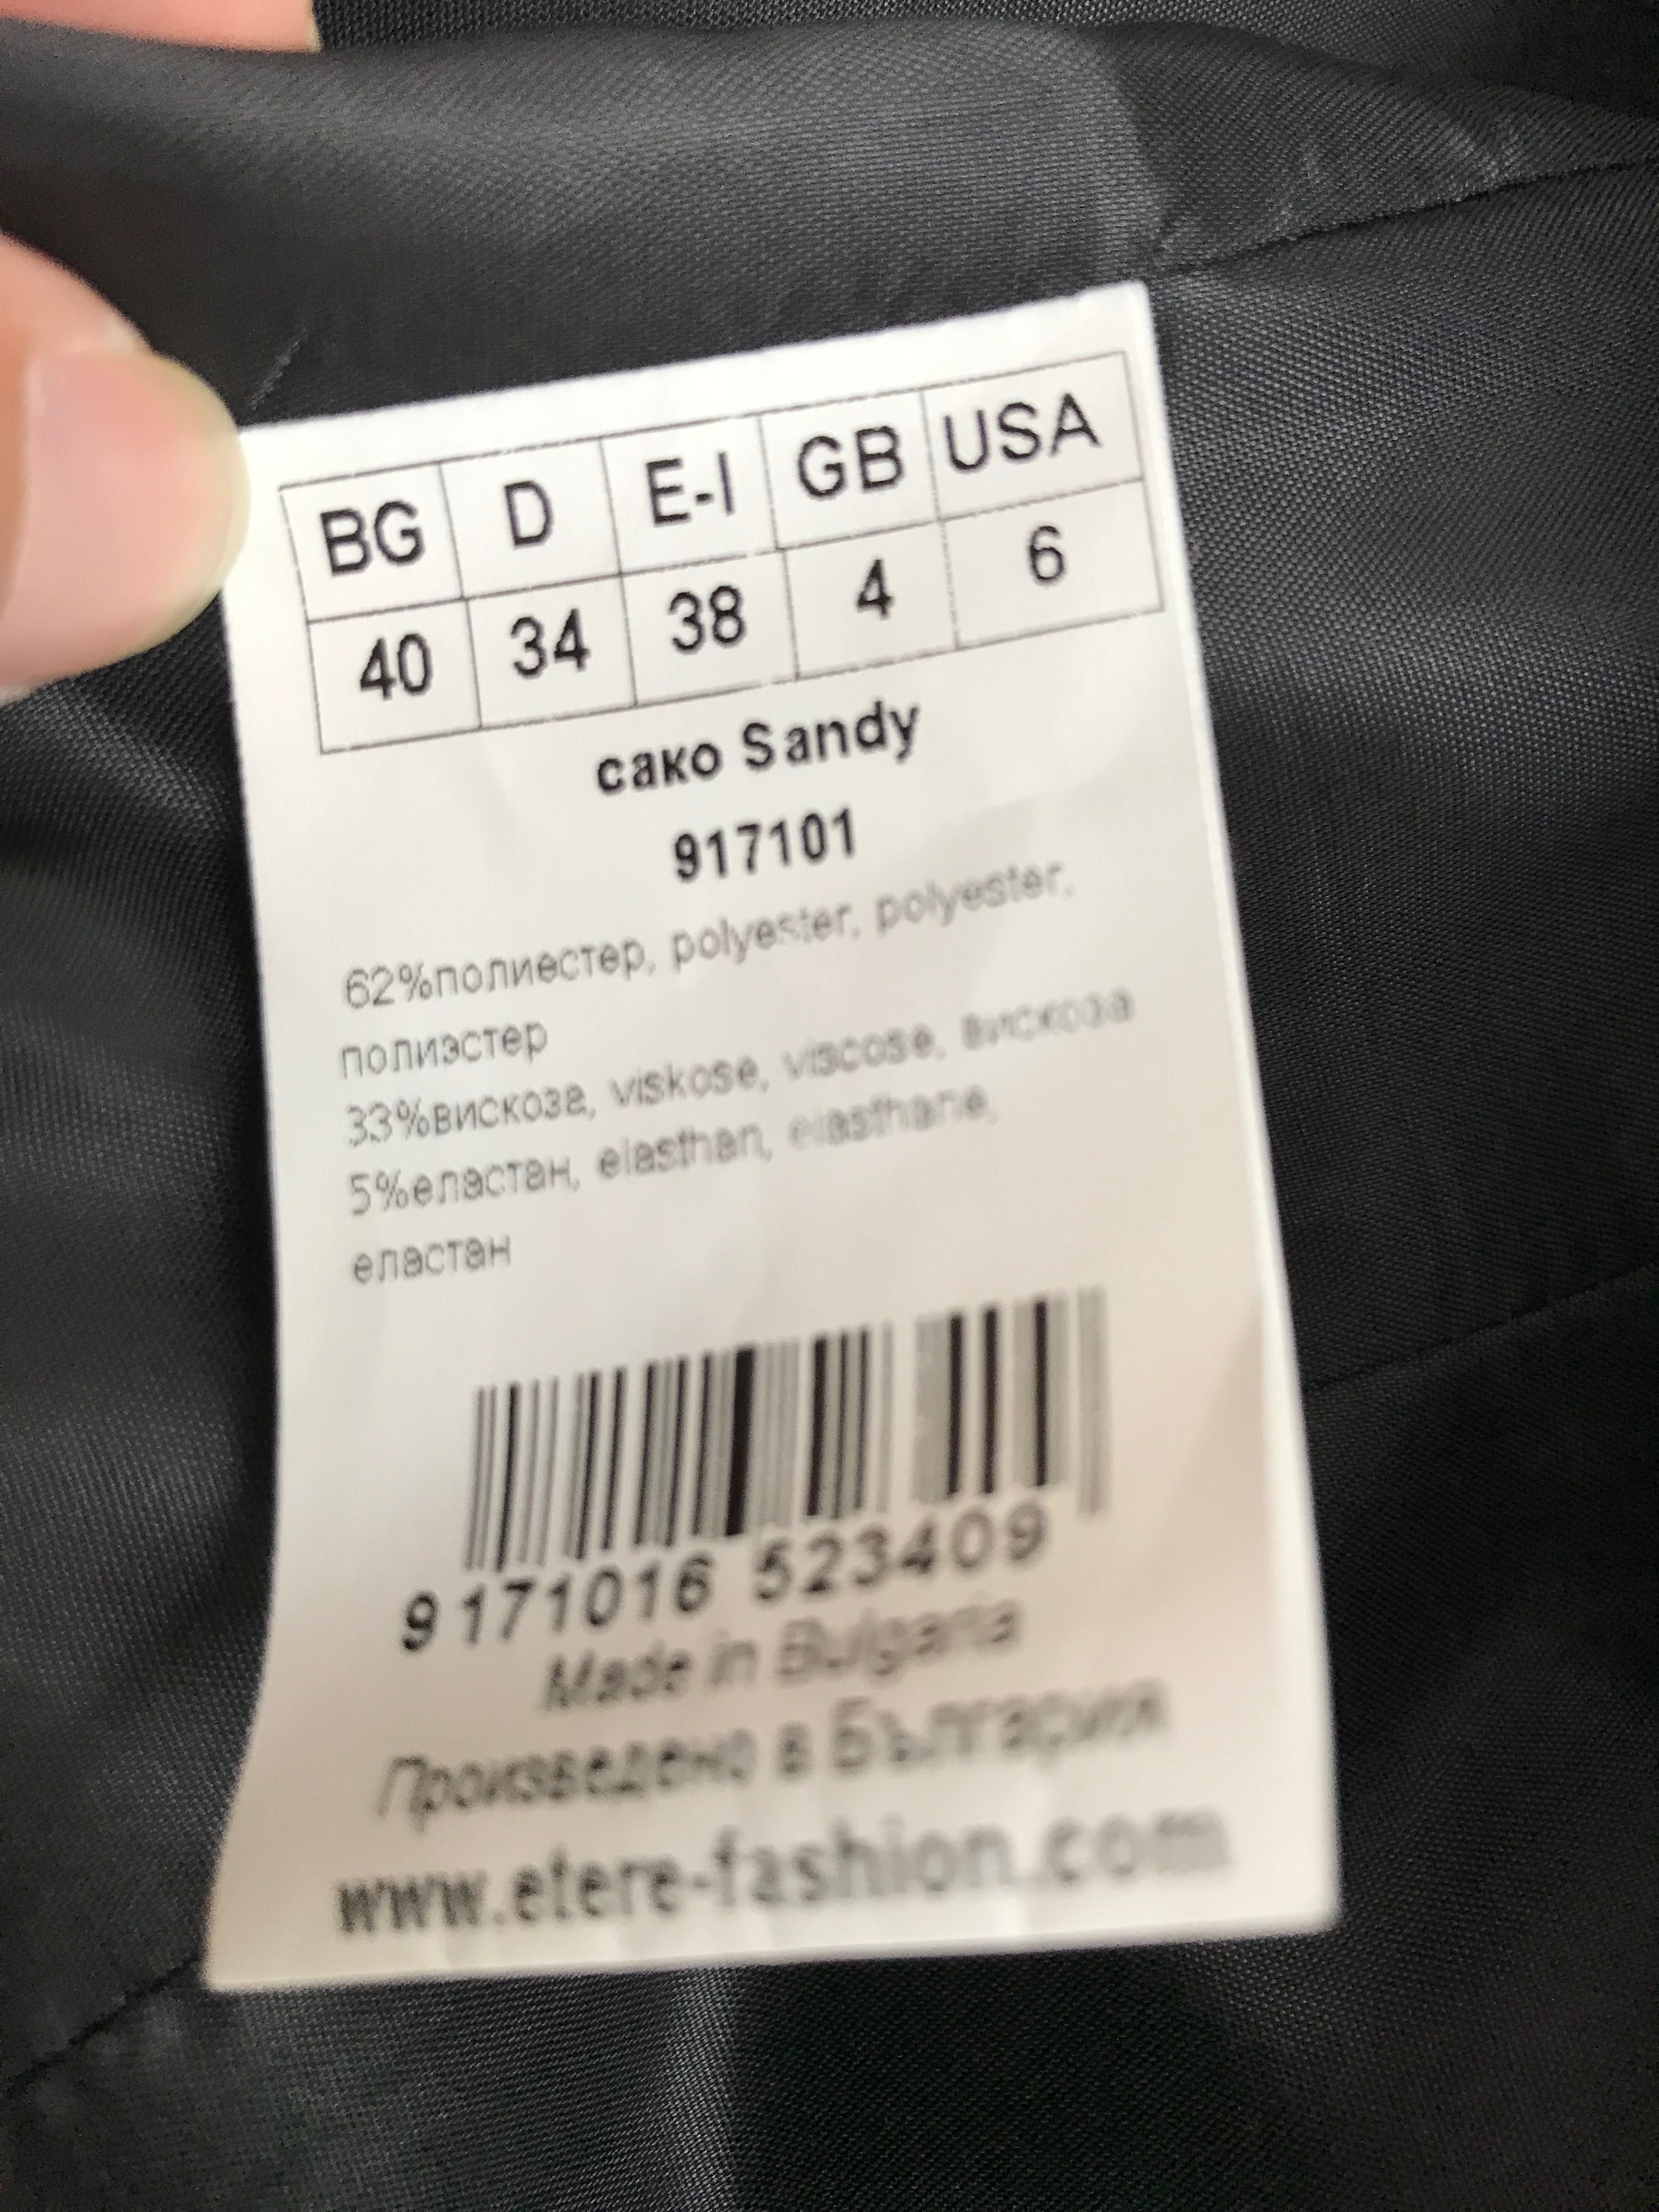 BG D E-I GB USA
40 34 38 4 6
сако Sandy
917101
62%полиестер, polyester, polyester,
полиэстер
33%вискоза, viskose, viscose, вискоза
5%еластан, elasthan, elasthane,
еластан
9171016 523409
Made in Bulgaria
Произведено в България
www.etere-fashion.com